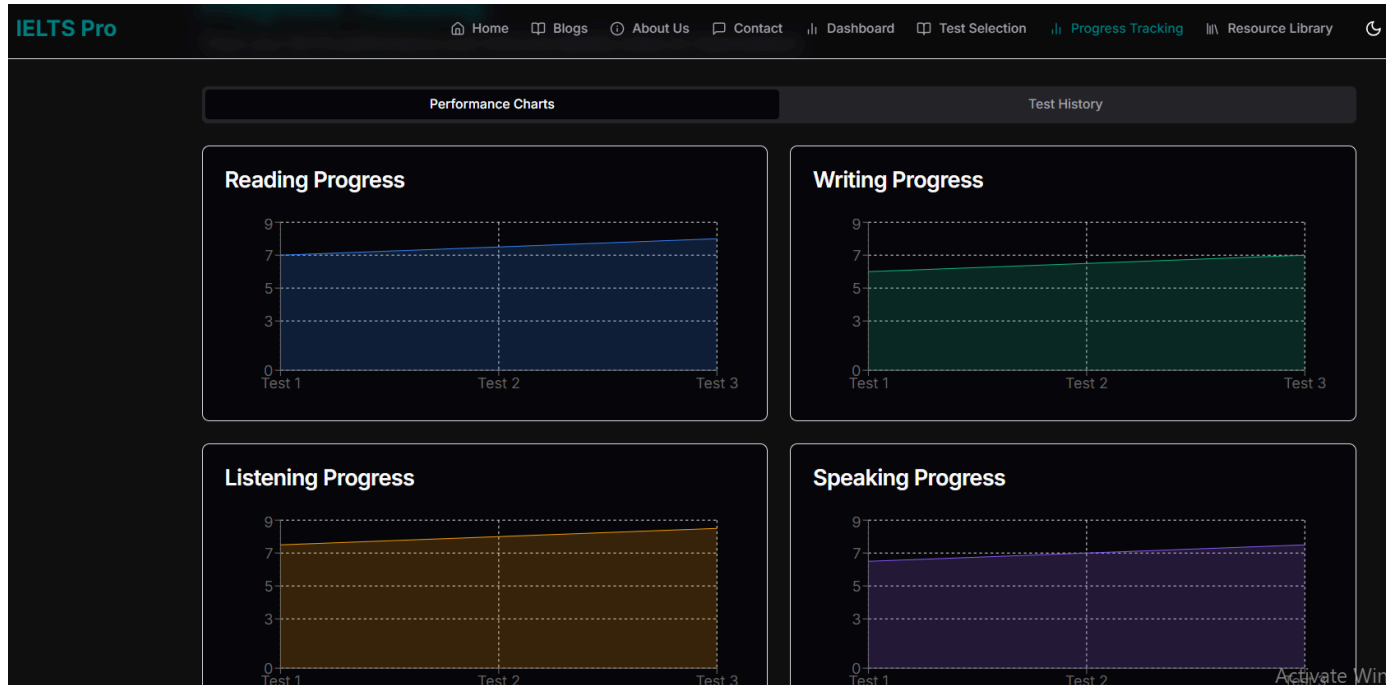 IELTS Pro
Home Blogs About Us Contact Dashboard Test Selection Progress Tracking Resource Library
Performance Charts Test History
Reading Progress
9
7
5
3
0
Test 1 Test 2 Test 3
Writing Progress
9
7
5
3
0
Test 1 Test 2 Test 3
Listening Progress
9
7
5
3
0
Test 1 Test 2 Test 3
Speaking Progress
9
7
5
3
0
Test 1 Test 2
Activate Win